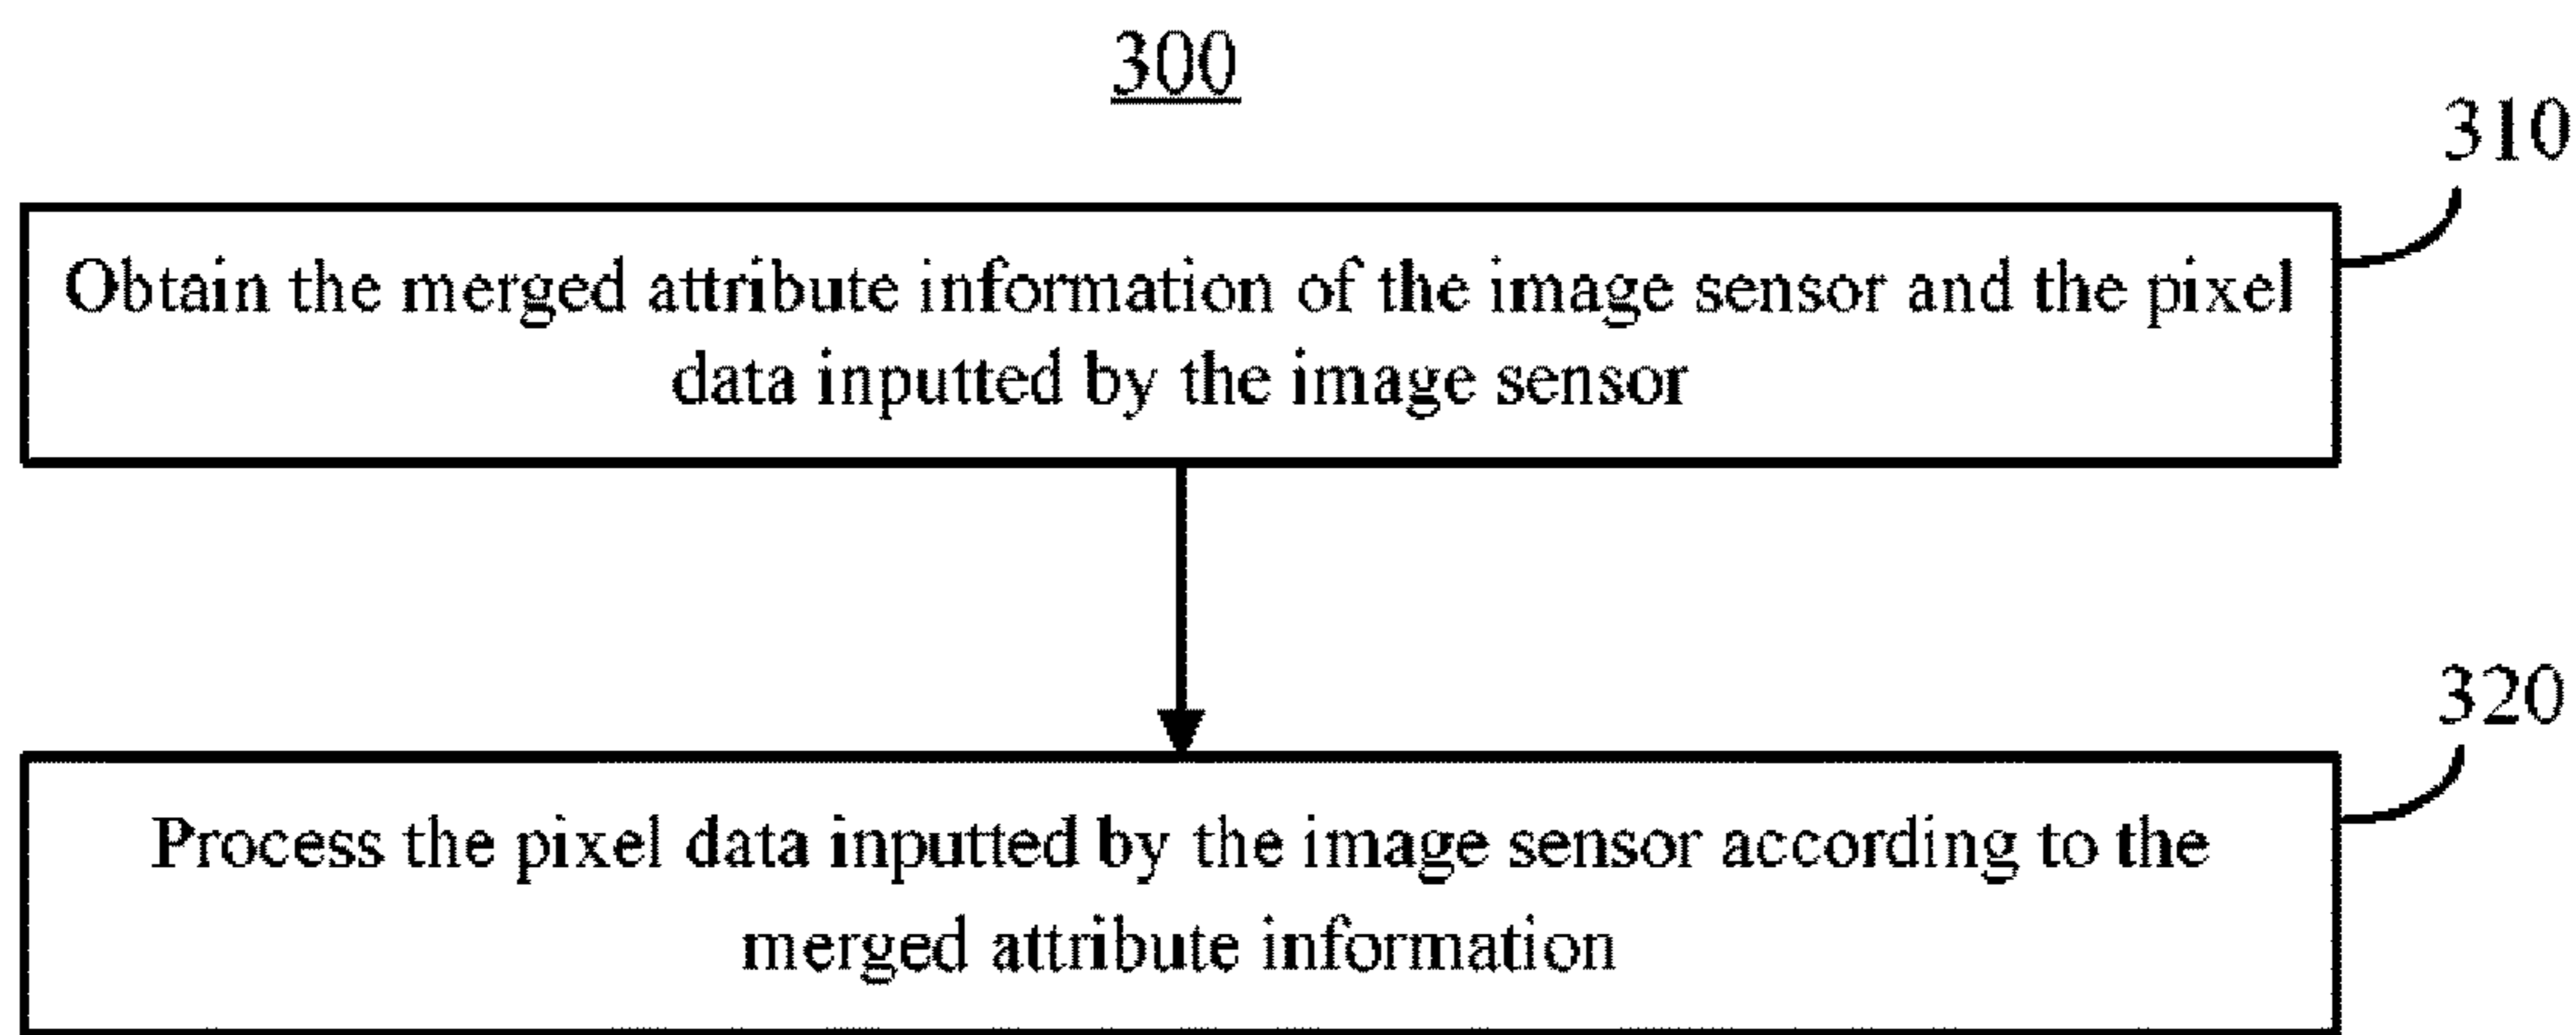 300
310
Obtain the merged attribute information of the image sensor and the pixel
data inputted by the image sensor
320
Process the pixel data inputted by the image sensor according to the
merged attribute information